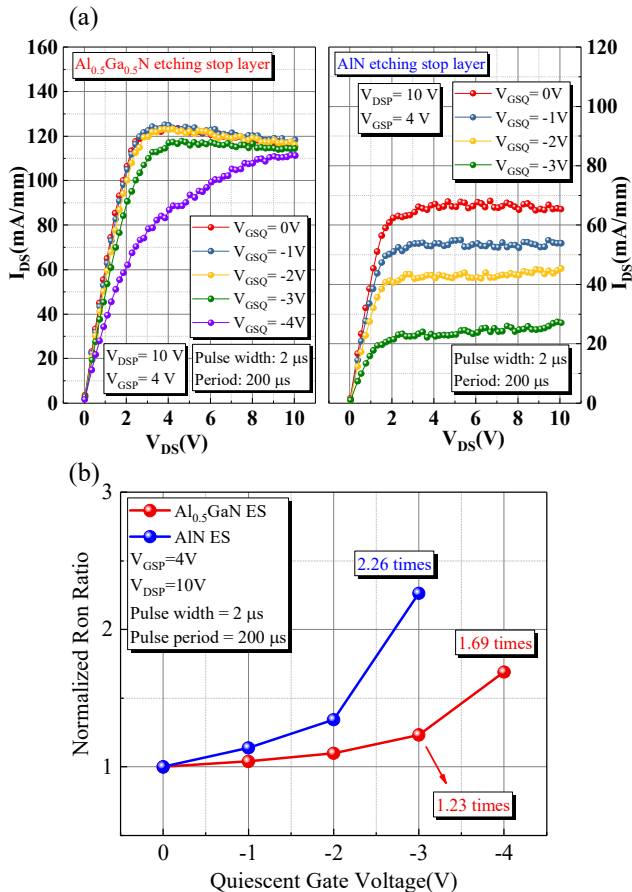 (a)
Al0.5Ga0.5N etching stop layer
AlN etching stop layer
VDSP= 10 V
VGSP= 4 V
VGSQ= 0V
VGSQ= -1V
VGSQ= -2V
VGSQ= -3V
VGSQ= 0V
VGSQ= -1V
VGSQ= -2V
VGSQ= -3V
VGSQ= -4V
VDSP= 10 V
VGSP= 4 V
Pulse width: 2 μs
Period: 200 μs
Pulse width: 2 μs
Period: 200 μs
160
140
120
100
80
60
40
20
0
IDS(mA/mm)
0 2 4 6 8 10
VDS(V)
0 2 4 6 8 10
VDS(V)
120
100
80
60
40
20
0
IDS(mA/mm)
(b)
Al0.5GaN ES
AlN ES
VGSP=4V
VDSP=10V
Pulse width = 2 μs
Pulse period = 200 μs
2.26 times
1.69 times
1.23 times
3
2
1
Normalized Ron Ratio
0 -1 -2 -3 -4
Quiescent Gate Voltage(V)